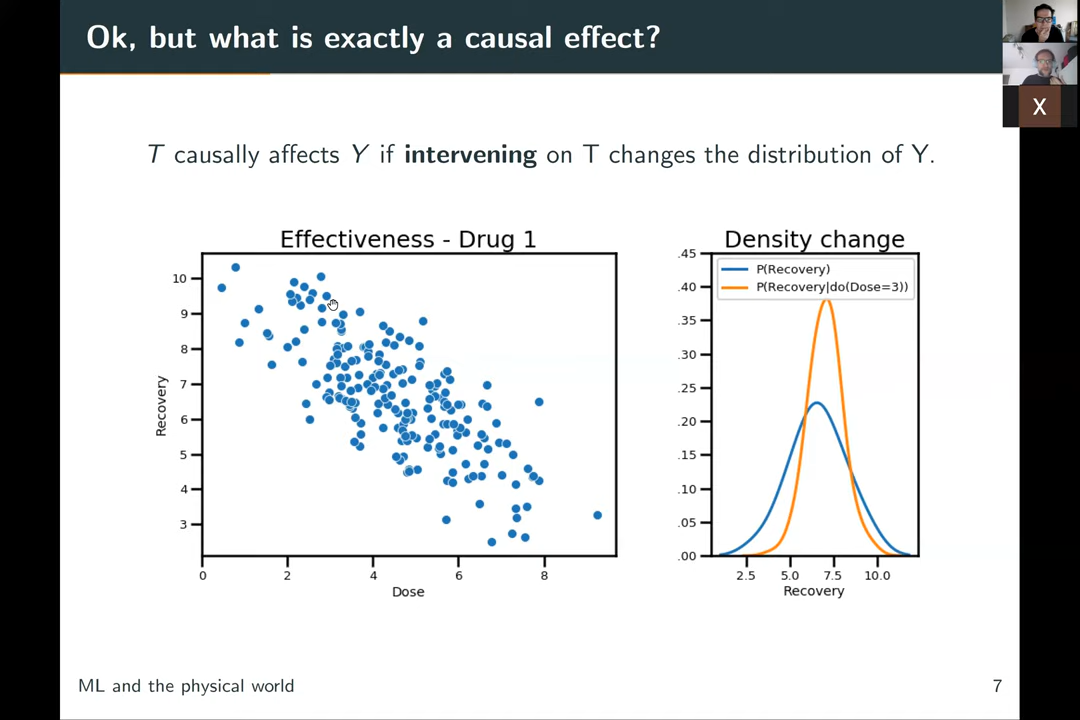 Ok, but what is exactly a causal effect?
X
T causally affects Y if intervening on T changes the distribution of Y.
Effectiveness - Drug 1
10
9
8
7
6
5
4
3
Recovery
0 2 4 6 8
Dose
Density change
P(Recovery)
P(Recovery|do(Dose=3))
.45
.40
.35
.30
.25
.20
.15
.10
.05
.00
2.5 5.0 7.5 10.0
Recovery
ML and the physical world
7